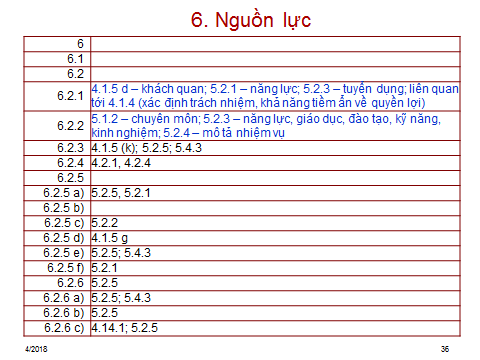 6. Nguồn lực
6
6.1
6.2
6.2.1 4.1.5 d – khách quan; 5.2.1 – năng lực; 5.2.3 – tuyển dụng; liên quan
tới 4.1.4 (xác định trách nhiệm, khả năng tiềm ẩn về quyền lợi)
6.2.2 5.1.2 – chuyên môn; 5.2.3 – năng lực, giáo dục, đào tạo, kỹ năng,
kinh nghiệm; 5.2.4 – mô tả nhiệm vụ
6.2.3 4.1.5 (k); 5.2.5; 5.4.3
6.2.4 4.2.1, 4.2.4
6.2.5
6.2.5 a) 5.2.5, 5.2.1
6.2.5 b)
6.2.5 c) 5.2.2
6.2.5 d) 4.1.5 g
6.2.5 e) 5.2.5; 5.4.3
6.2.5 f) 5.2.1
6.2.6 5.2.5
6.2.6 a) 5.2.5; 5.4.3
6.2.6 b) 5.2.5
6.2.6 c) 4.14.1; 5.2.5
4/2018 36